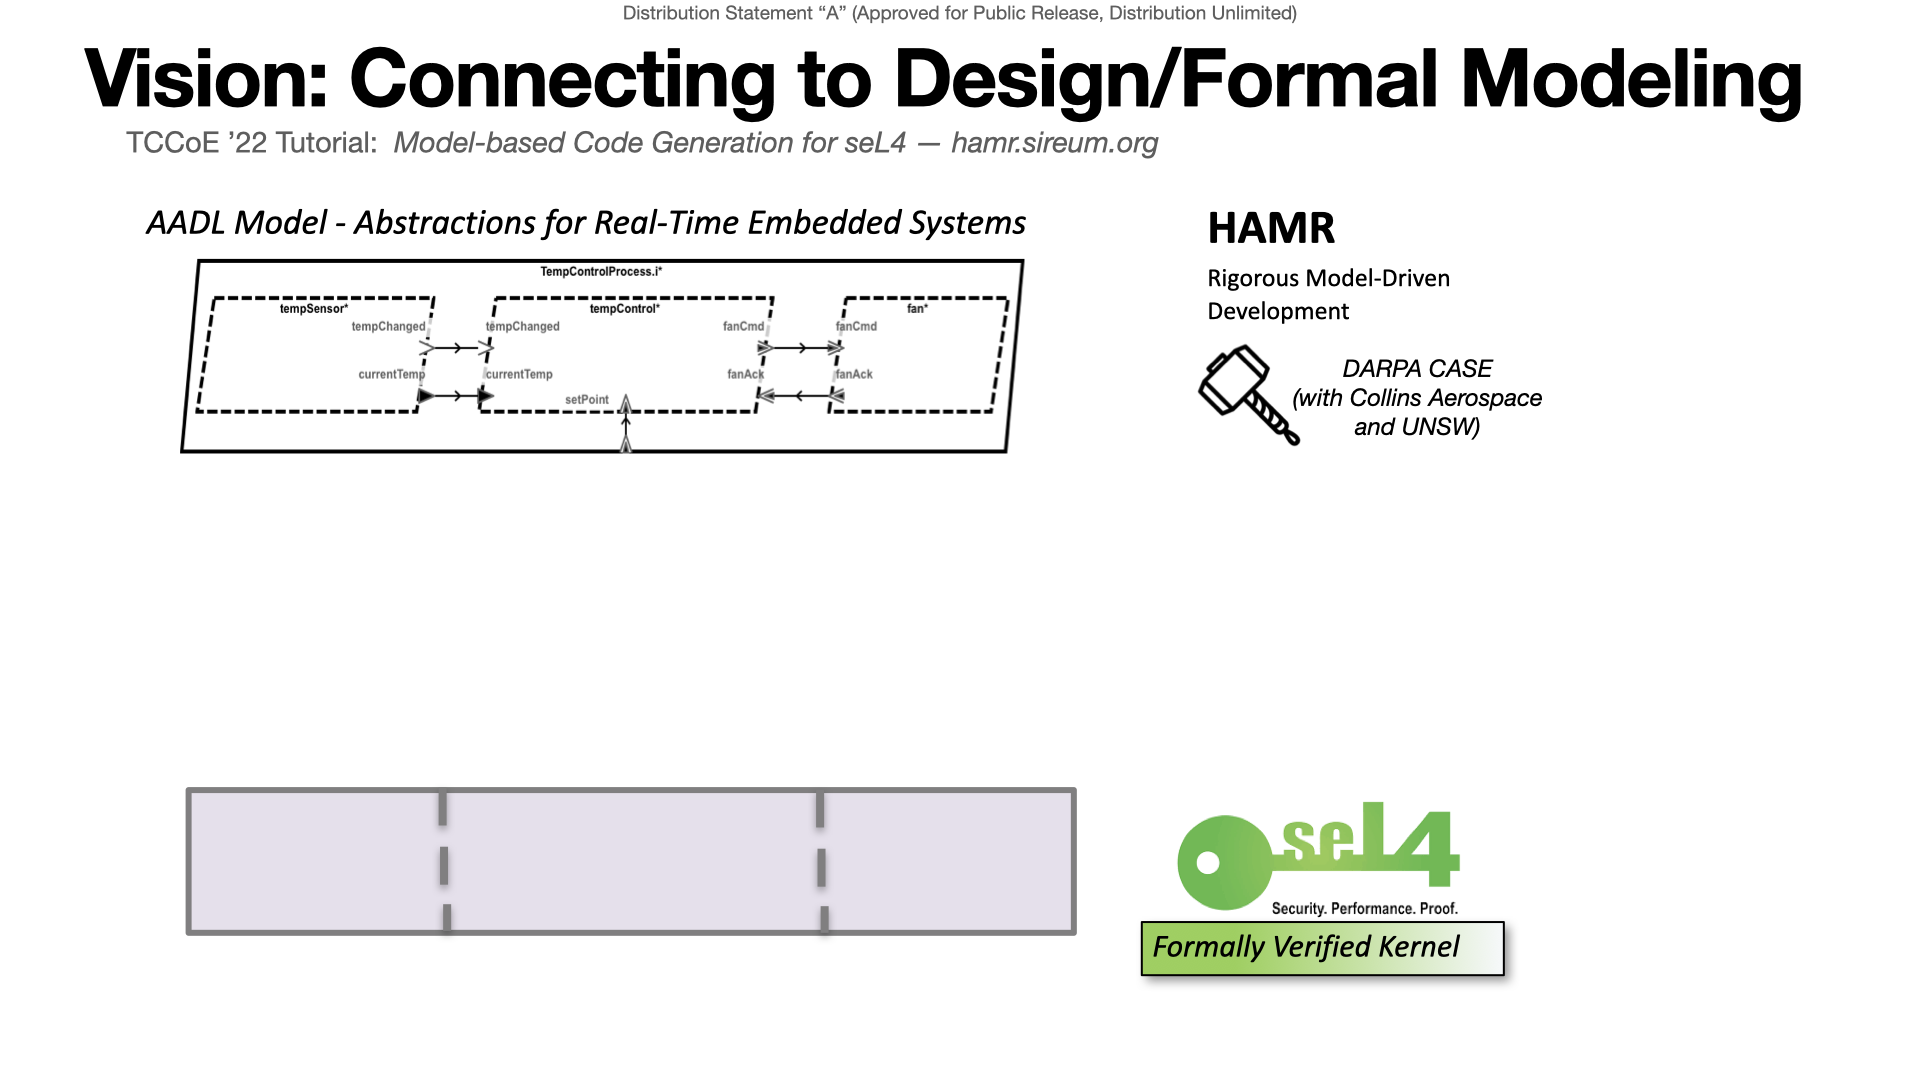 Distribution Statement “A” (Approved for Public Release, Distribution Unlimited)
Vision: Connecting to Design/Formal Modeling
TCCoE ’22 Tutorial: Model-based Code Generation for seL4 — hamr.sireum.org
AADL Model - Abstractions for Real-Time Embedded Systems
TempControlProcess.i*
tempSensor*
tempChanged
currentTemp
tempControl*
tempChanged
fanCmd
currentTemp
fanAck
setPoint
fan*
fanCmd
fanAck
HAMR
Rigorous Model-Driven
Development
DARPA CASE
(with Collins Aerospace
and UNSW)
seL4
Security. Performance. Proof.
Formally Verified Kernel